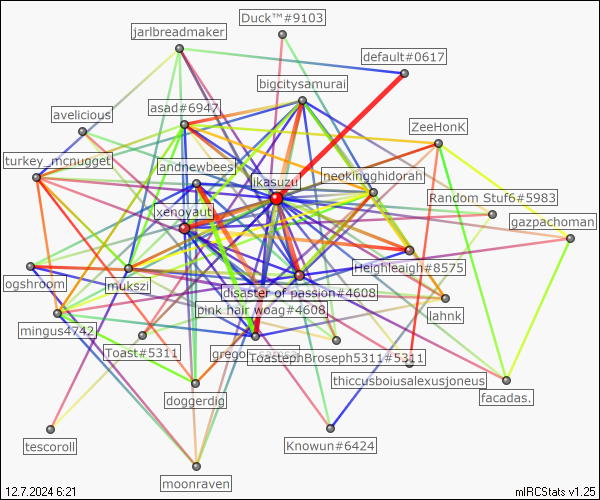 Duck™#9103
jarlbreadmaker
default#0617
bigcitysamurai
asad#6947
avelicious
ZeeHonK
turkey_mcnugget
andnewbees
ikasuzu
neokingghidorah
Random Stuf6#5983
xenoyaut
gazpachoman
Heighleigh#8575
ogshroom
mukszi
disaster of passion#4608
pink hair woag#4608
lahnk
mingus4742
Toast#5311
ToastephBroseph5311#5311
thiccusboiusalexusjoneus
doggerdig
facadas.
tescoroll
Knowun#6424
moonraven
12.7.2024 6:21
mIRCStats v1.25